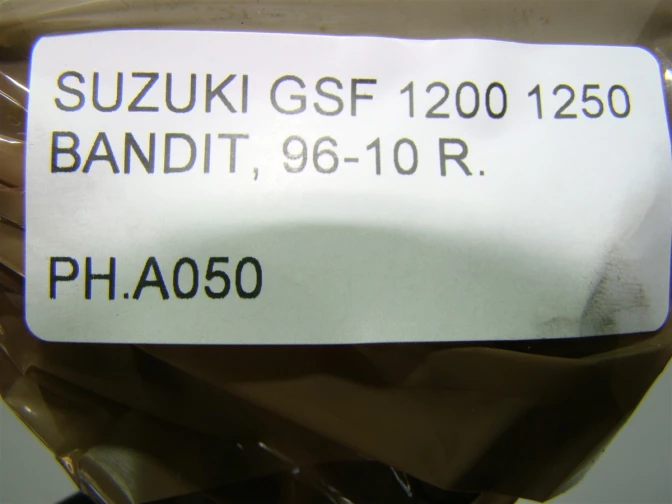 SUZUKI GSF 1200 1250
BANDIT, 96-10 R.
PH.A050